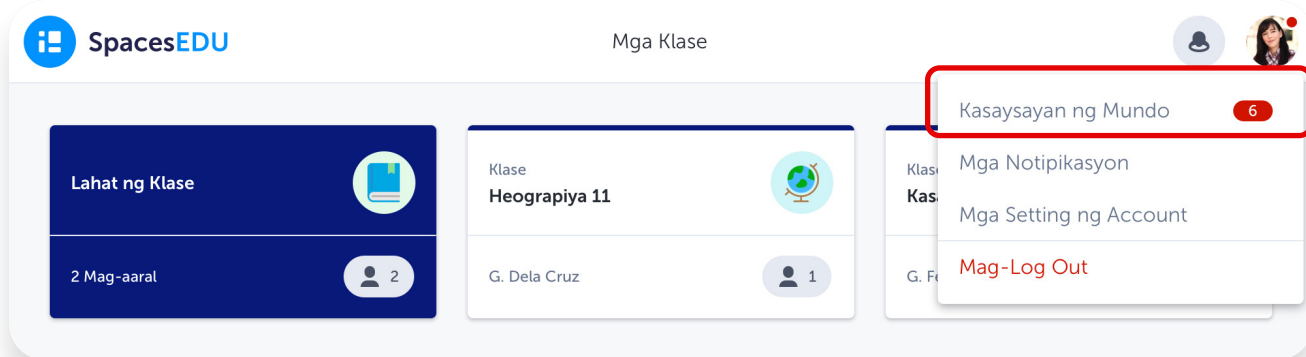 SpacesEDU
Mga Klase
Kasaysayan ng Mundo 6
Mga Notipikasyon
Mga Setting ng Account
Mag-Log Out
Lahat ng Klase
2 Mag-aaral 2
Klase
Heograpiya 11
G. Dela Cruz 1